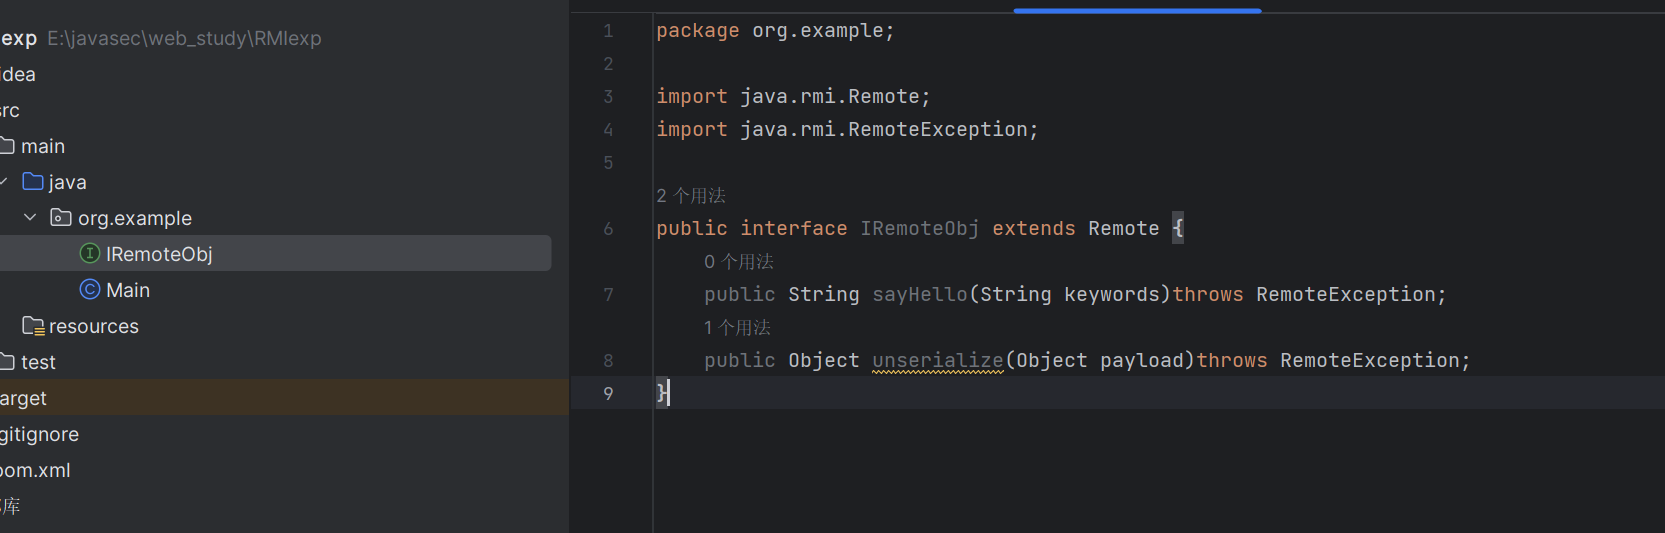 exp E:\javasec\web_study\RMIexp
idea
src
main
java
org.example
IRemoteObj
Main
resources
test
target
gitignore
pom.xml
库
1 package org.example;
2
3 import java.rmi.Remote;
4 import java.rmi.RemoteException;
5
2 个用法
6 public interface IRemoteObj extends Remote {
0 个用法
7 public String sayHello(String keywords)throws RemoteException;
1 个用法
8 public Object unserialize(Object payload)throws RemoteException;
9 }